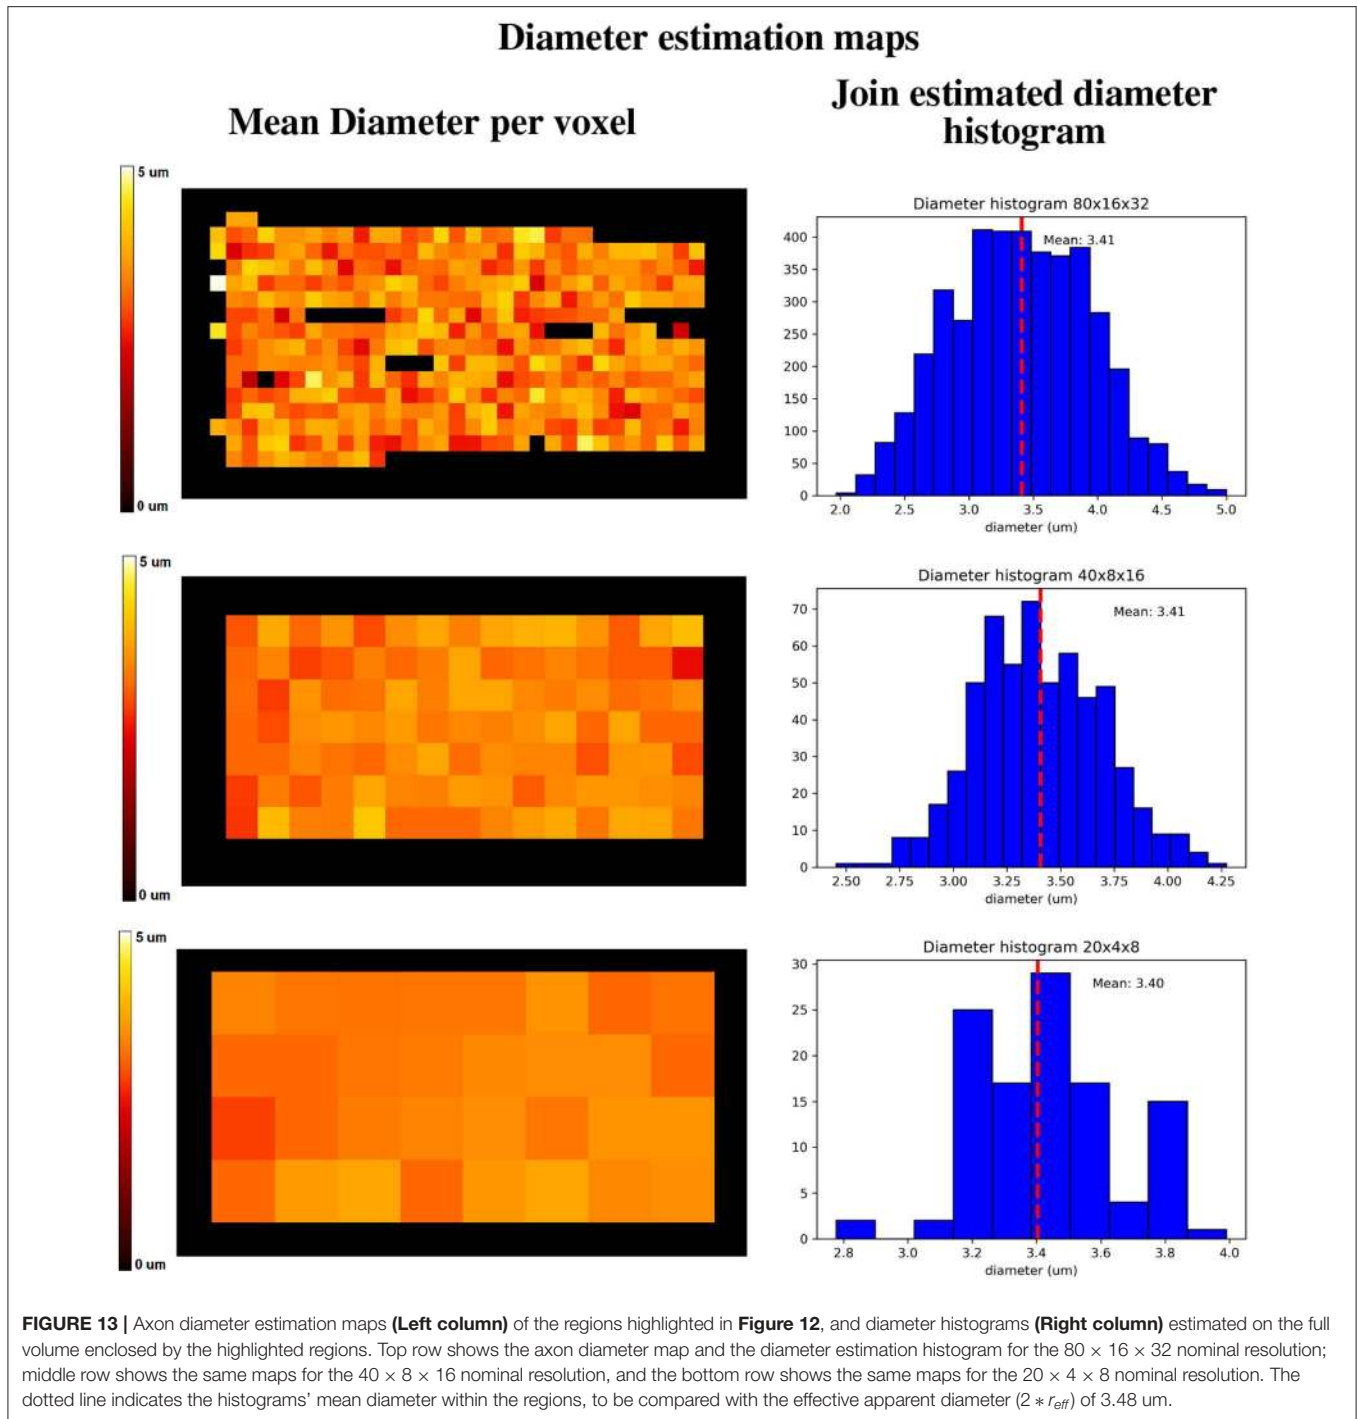 Diameter estimation maps
Mean Diameter per voxel
Join estimated diameter
histogram
5 um
0 um
Diameter histogram 80x16x32
Mean: 3.41
400
350
300
250
200
150
100
50
0
2.0 2.5 3.0 3.5 4.0 4.5 5.0
diameter (um)
5 um
0 um
Diameter histogram 40x8x16
Mean: 3.41
70
60
50
40
30
20
10
0
2.50 2.75 3.00 3.25 3.50 3.75 4.00 4.25
diameter (um)
5 um
0 um
Diameter histogram 20x4x8
Mean: 3.40
30
25
20
15
10
5
0
2.8 3.0 3.2 3.4 3.6 3.8 4.0
diameter (um)
FIGURE 13 | Axon diameter estimation maps (Left column) of the regions highlighted in Figure 12, and diameter histograms (Right column) estimated on the full
volume enclosed by the highlighted regions. Top row shows the axon diameter map and the diameter estimation histogram for the 80 × 16 × 32 nominal resolution;
middle row shows the same maps for the 40 × 8 × 16 nominal resolution, and the bottom row shows the same maps for the 20 × 4 × 8 nominal resolution. The
dotted line indicates the histograms' mean diameter within the regions, to be compared with the effective apparent diameter (2 * reff) of 3.48 um.